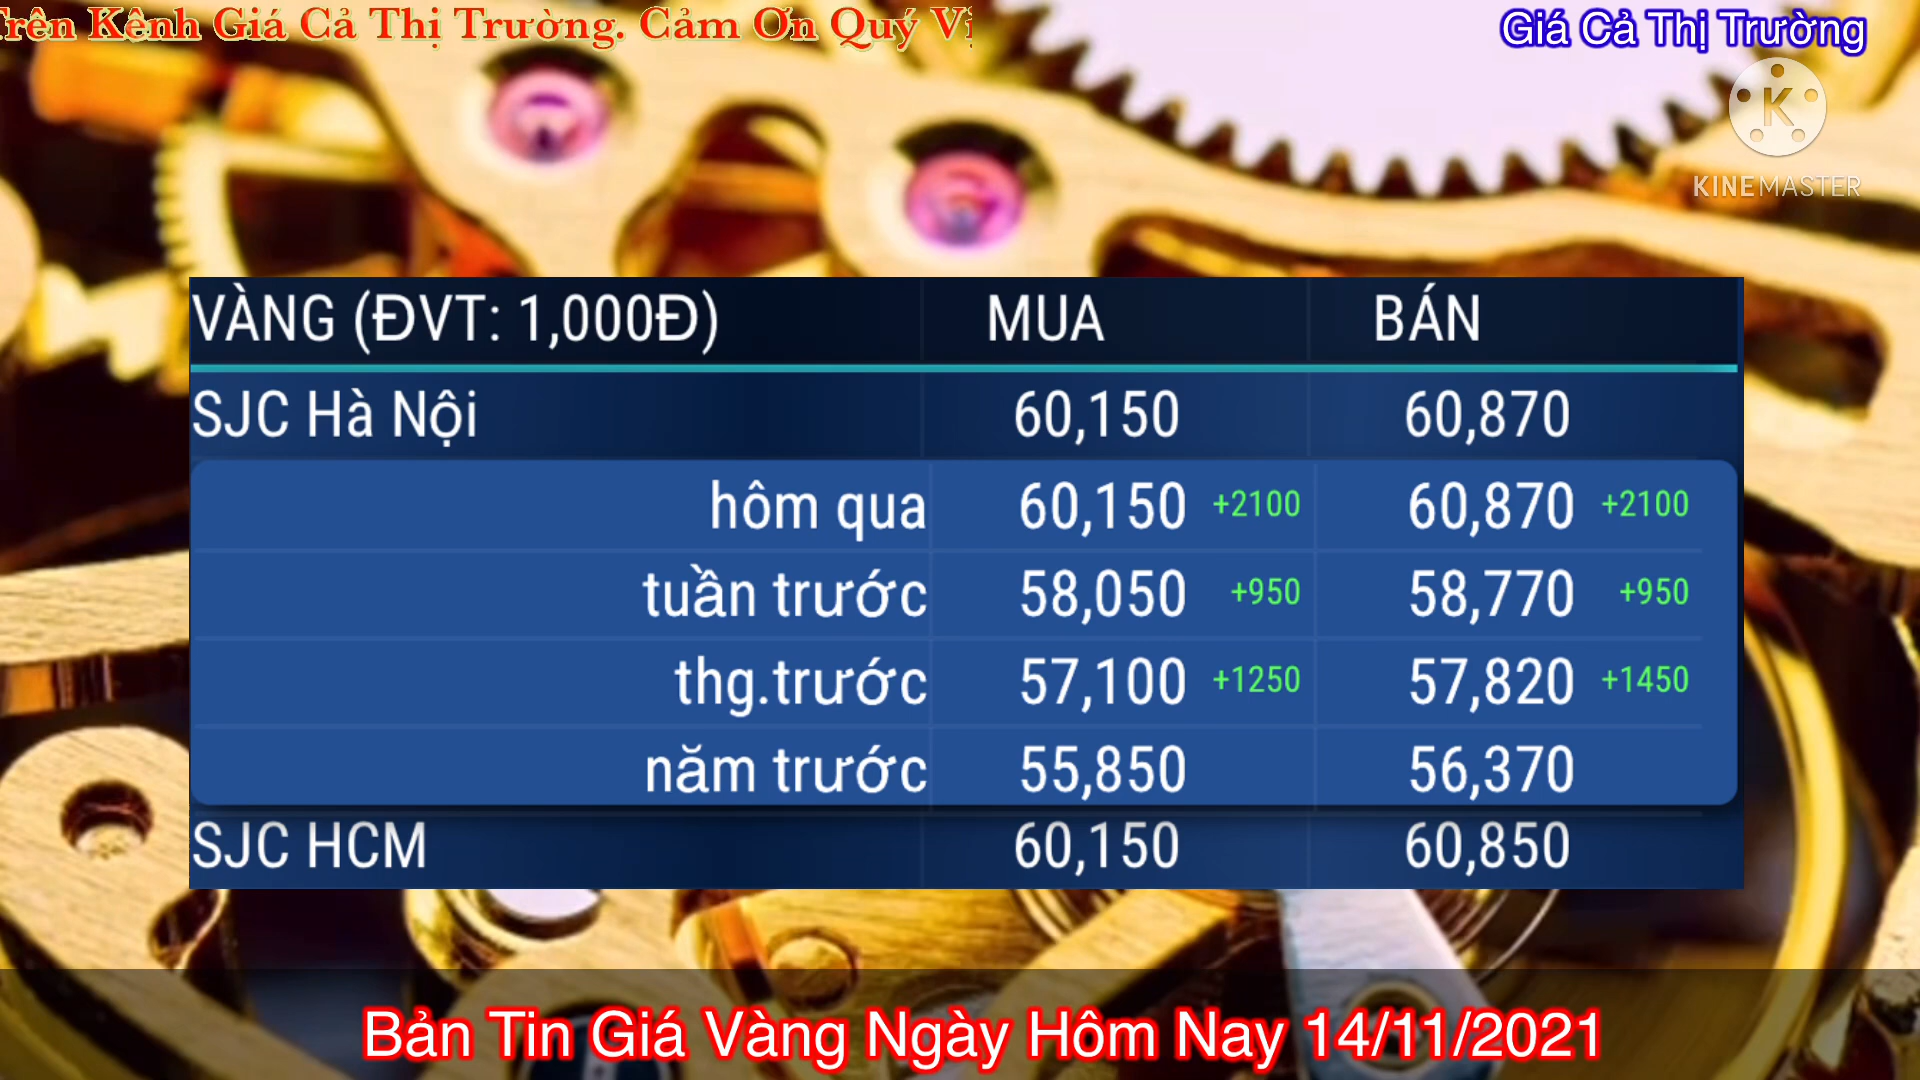 Trên Kênh Giá Cả Thị Trường. Cảm Ơn Quý
Giá Cả Thị Trường
K
KINEMASTER
VÀNG (ĐVT: 1,000Đ) MUA BÁN
SJC Hà Nội 60,150 60,870
hôm qua 60,150 +2100 60,870 +2100
tuần trước 58,050 +950 58,770 +950
thg.trước 57,100 +1250 57,820 +1450
năm trước 55,850 56,370
SJC HCM 60,150 60,850
Bản Tin Giá Vàng Ngày Hôm Nay 14/11/2021